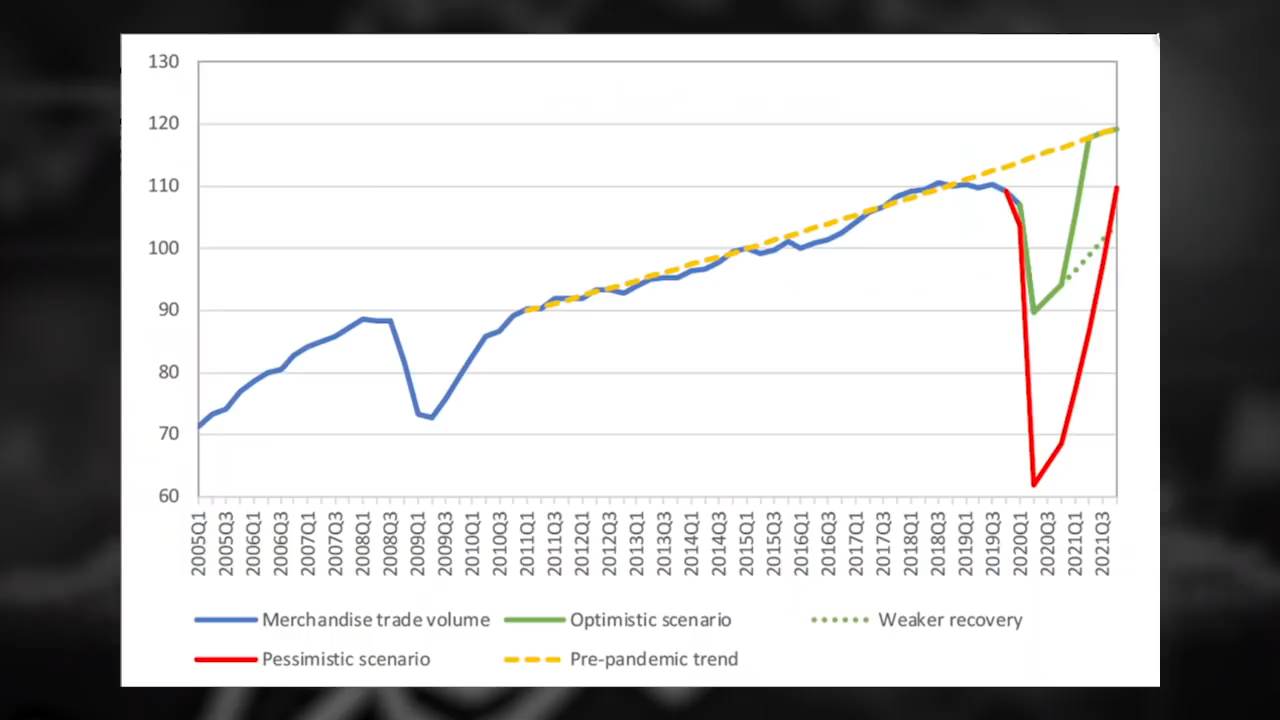 130
120
110
100
90
80
70
60
2005Q1
2005Q3
2006Q1
2006Q3
2007Q1
2007Q3
2008Q1
2008Q3
2009Q1
2009Q3
2010Q1
2010Q3
2011Q1
2011Q3
2012Q1
2012Q3
2013Q1
2013Q3
2014Q1
2014Q3
2015Q1
2015Q3
2016Q1
2016Q3
2017Q1
2017Q3
2018Q1
2018Q3
2019Q1
2019Q3
2020Q1
2020Q3
2021Q1
2021Q3
Merchandise trade volume Optimistic scenario Weaker recovery
Pessimistic scenario Pre-pandemic trend